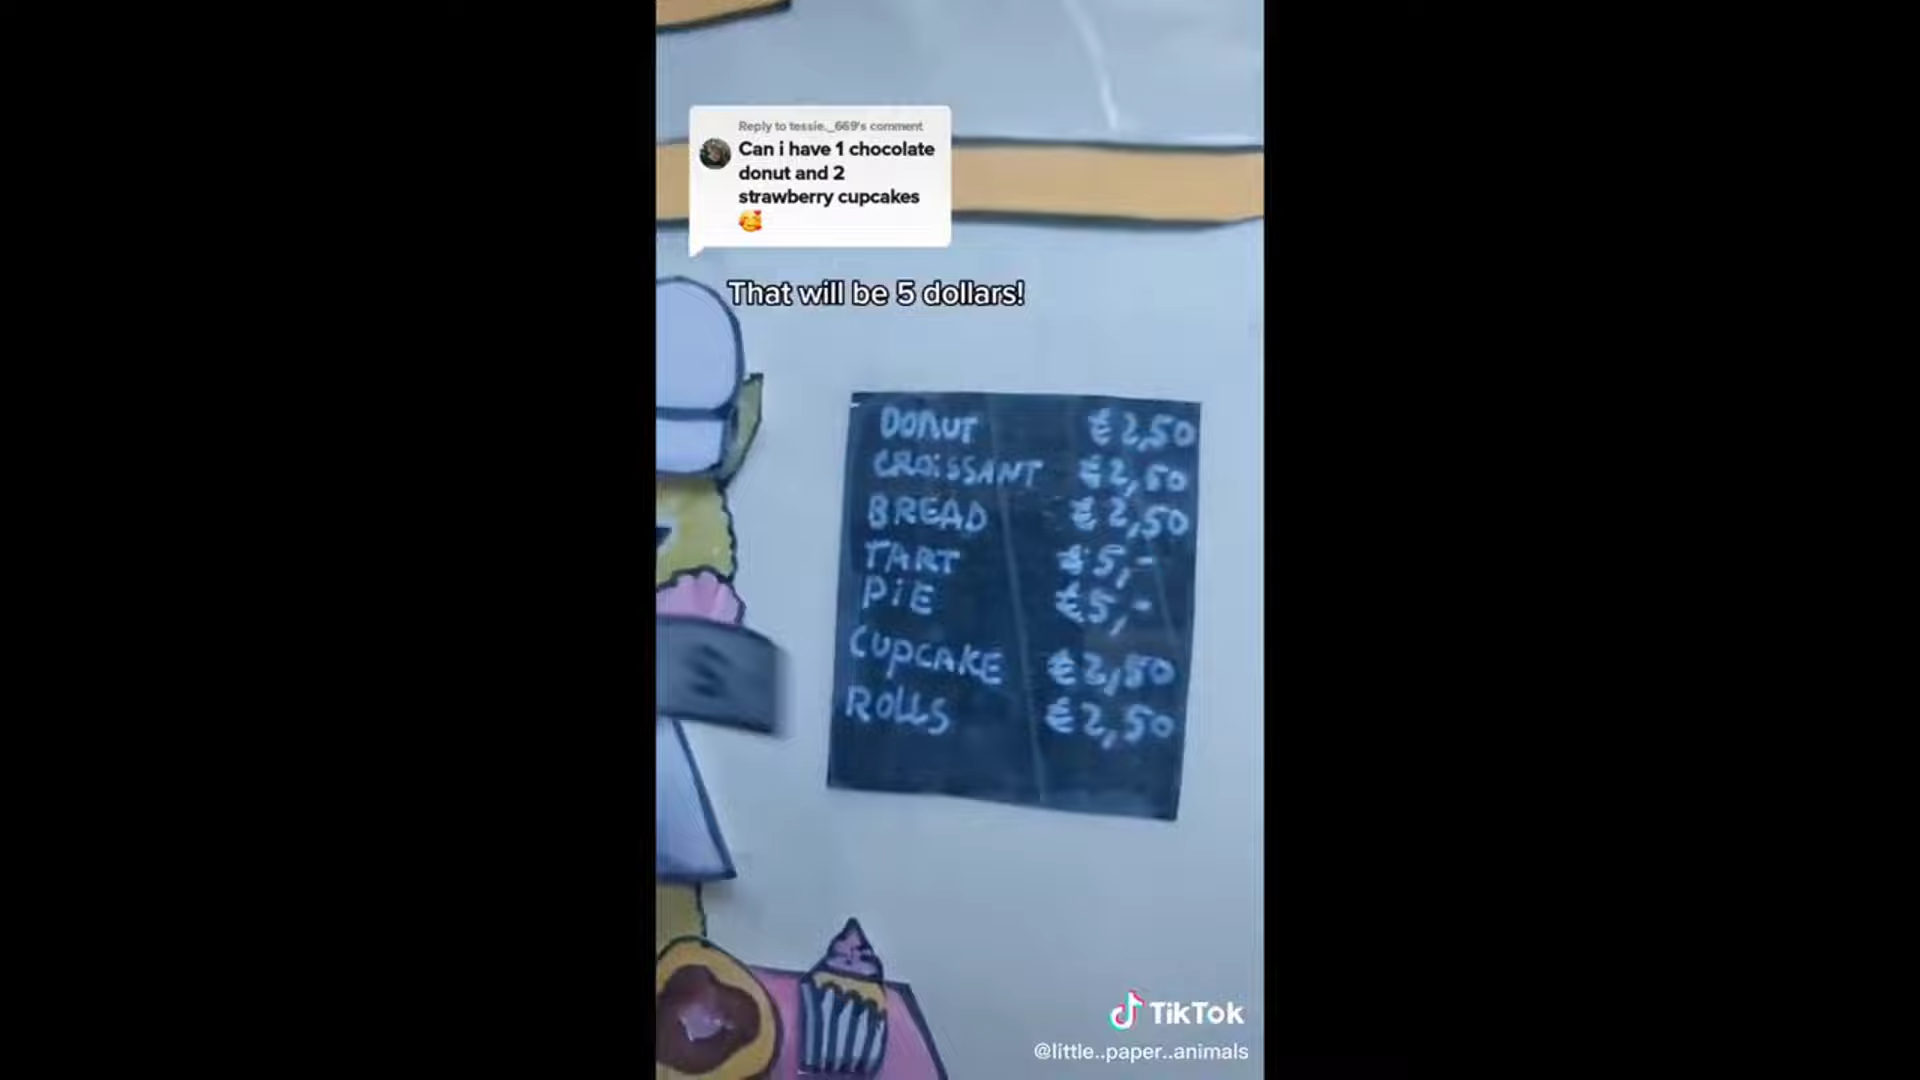 Reply to tessie._669's comment
Can i have 1 chocolate
donut and 2
strawberry cupcakes
🥰
That will be 5 dollars!
DONUT €2,50
CROISSANT €2,50
BREAD €2,50
TART €5,-
PiE €5,-
CUPCAKE €2,50
ROLLS €2,50
5
TikTok
@little..paper..animals